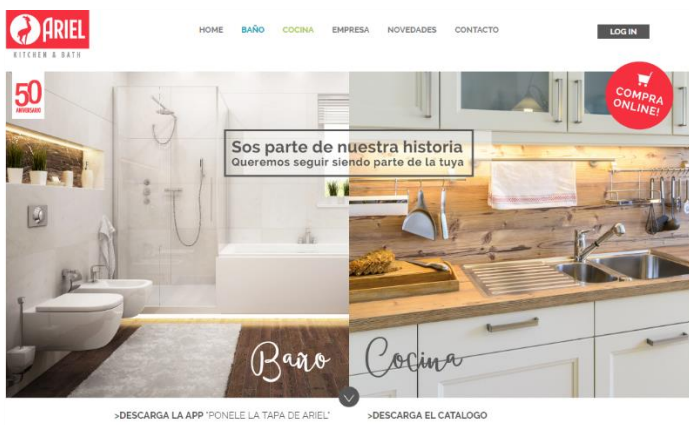 ARIEL
KITCHEN & BATH
HOME BAÑO COCINA EMPRESA NOVEDADES CONTACTO
LOG IN
50
ANIVERSARIO
COMPRA
ONLINE!
Sos parte de nuestra historia
Queremos seguir siendo parte de la tuya
Baño
Cocina
>DESCARGA LA APP "PONELE LA TAPA DE ARIEL"
>DESCARGA EL CATALOGO